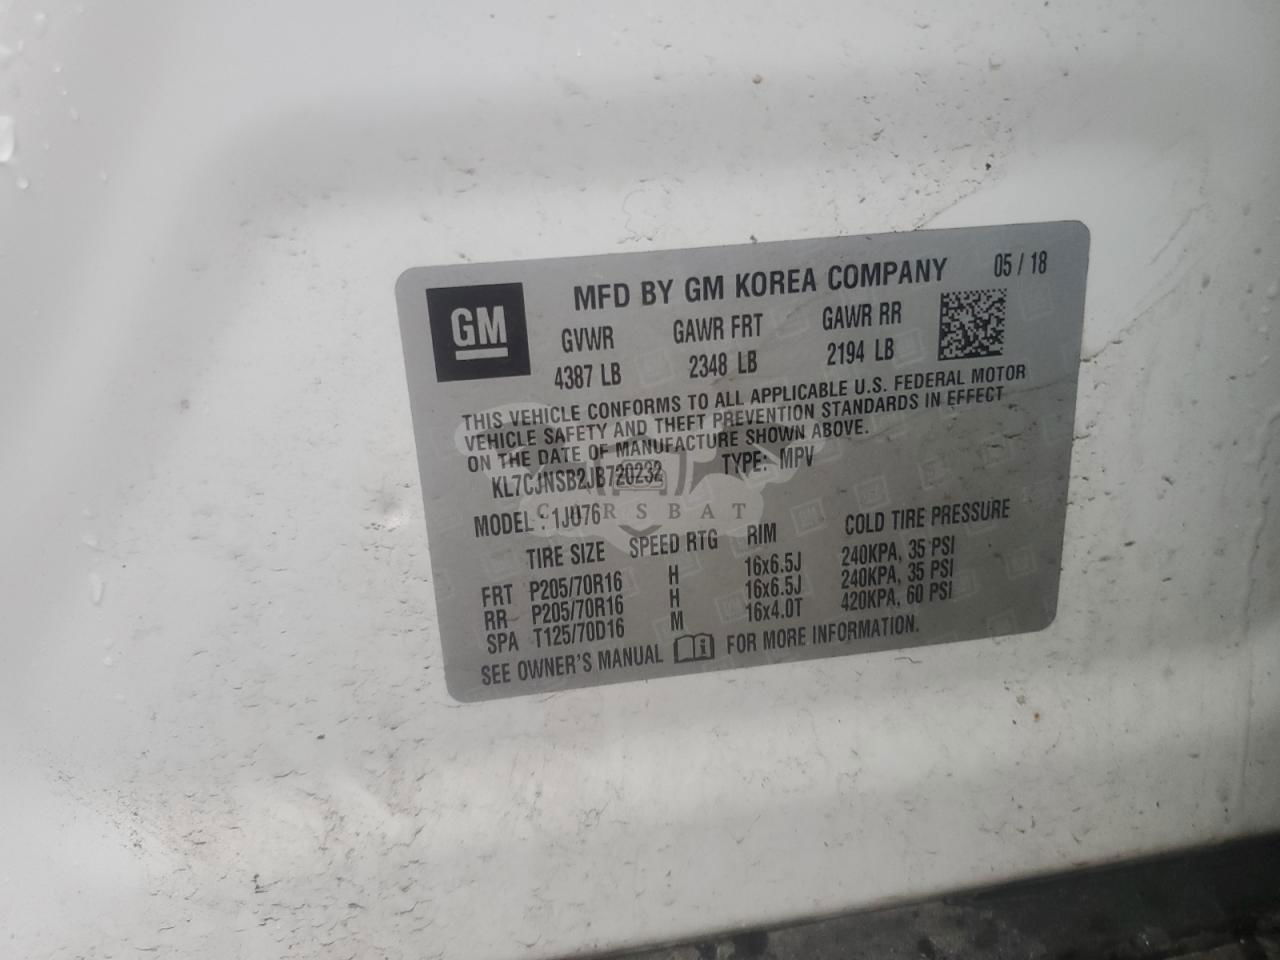 GM
MFD BY GM KOREA COMPANY 05 / 18
GVWR GAWR FRT GAWR RR
4387 LB 2348 LB 2194 LB
THIS VEHICLE CONFORMS TO ALL APPLICABLE U.S. FEDERAL MOTOR
VEHICLE SAFETY AND THEFT PREVENTION STANDARDS IN EFFECT
ON THE DATE OF MANUFACTURE SHOWN ABOVE.
KL7CJNSB2JB720232 TYPE: MPV
CARSBAT
MODEL : 1JU76
TIRE SIZE SPEED RTG RIM COLD TIRE PRESSURE
FRT P205/70R16 H 16x6.5J 240KPA, 35 PSI
RR P205/70R16 H 16x6.5J 240KPA, 35 PSI
SPA T125/70D16 M 16x4.0T 420KPA, 60 PSI
SEE OWNER'S MANUAL i FOR MORE INFORMATION.